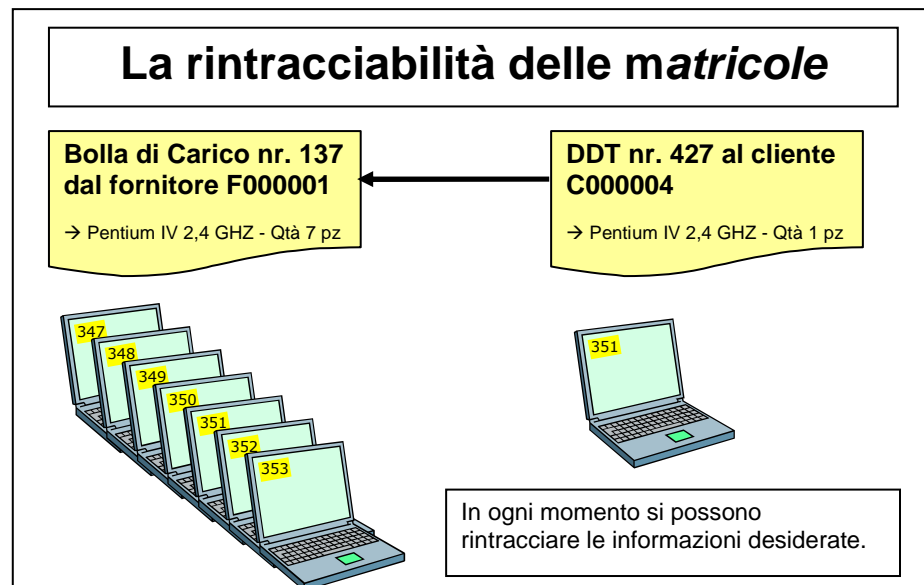 La rintracciabilità delle matricole
Bolla di Carico nr. 137
dal fornitore F000001
→ Pentium IV 2,4 GHZ - Qtà 7 pz
DDT nr. 427 al cliente
C000004
→ Pentium IV 2,4 GHZ - Qtà 1 pz
347
348
349
350
351
352
353
351
In ogni momento si possono
rintracciare le informazioni desiderate.